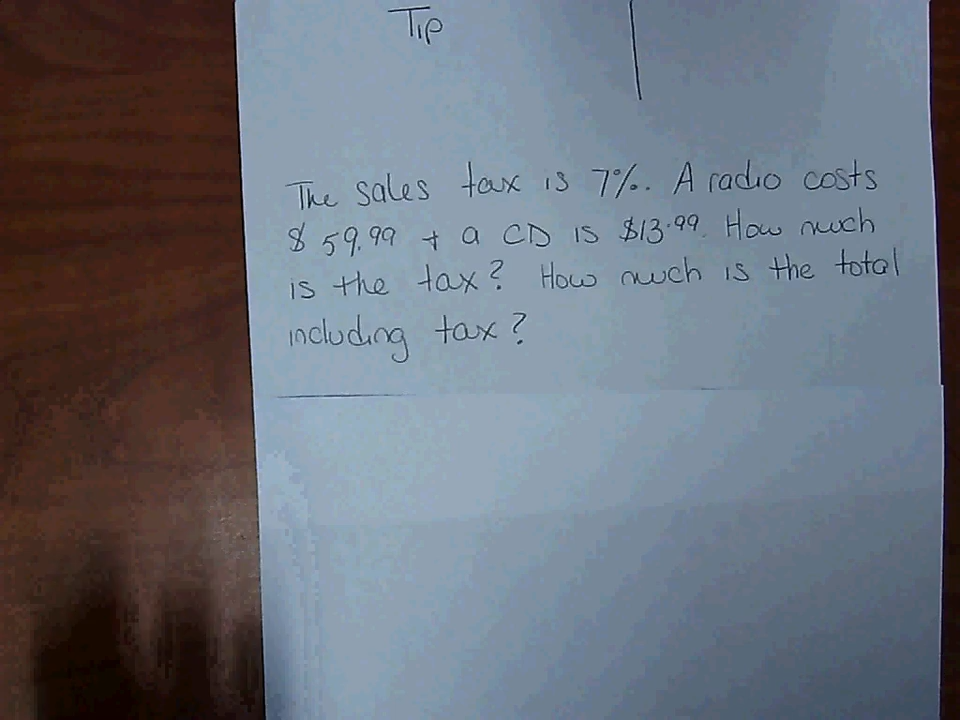 Tip
The sales tax is 7%. A radio costs
$59.99 + a CD is $13.99. How much
is the tax? How much is the total
including tax?